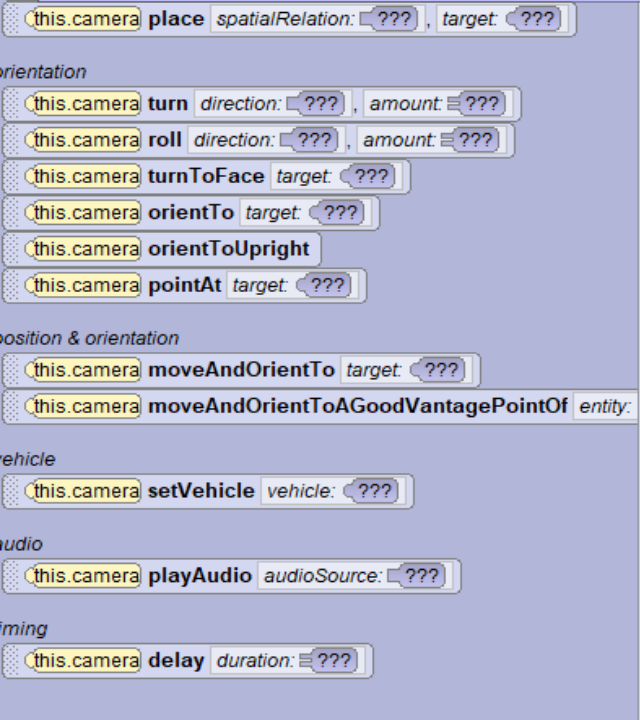 this.camera place spatialRelation: ??? , target: ???
orientation
this.camera turn direction: ??? , amount: ???
this.camera roll direction: ??? , amount: ???
this.camera turnToFace target: ???
this.camera orientTo target: ???
this.camera orientToUpright
this.camera pointAt target: ???
position & orientation
this.camera moveAndOrientTo target: ???
this.camera moveAndOrientToAGoodVantagePointOf entity:
vehicle
this.camera setVehicle vehicle: ???
audio
this.camera playAudio audioSource: ???
iming
this.camera delay duration: ???